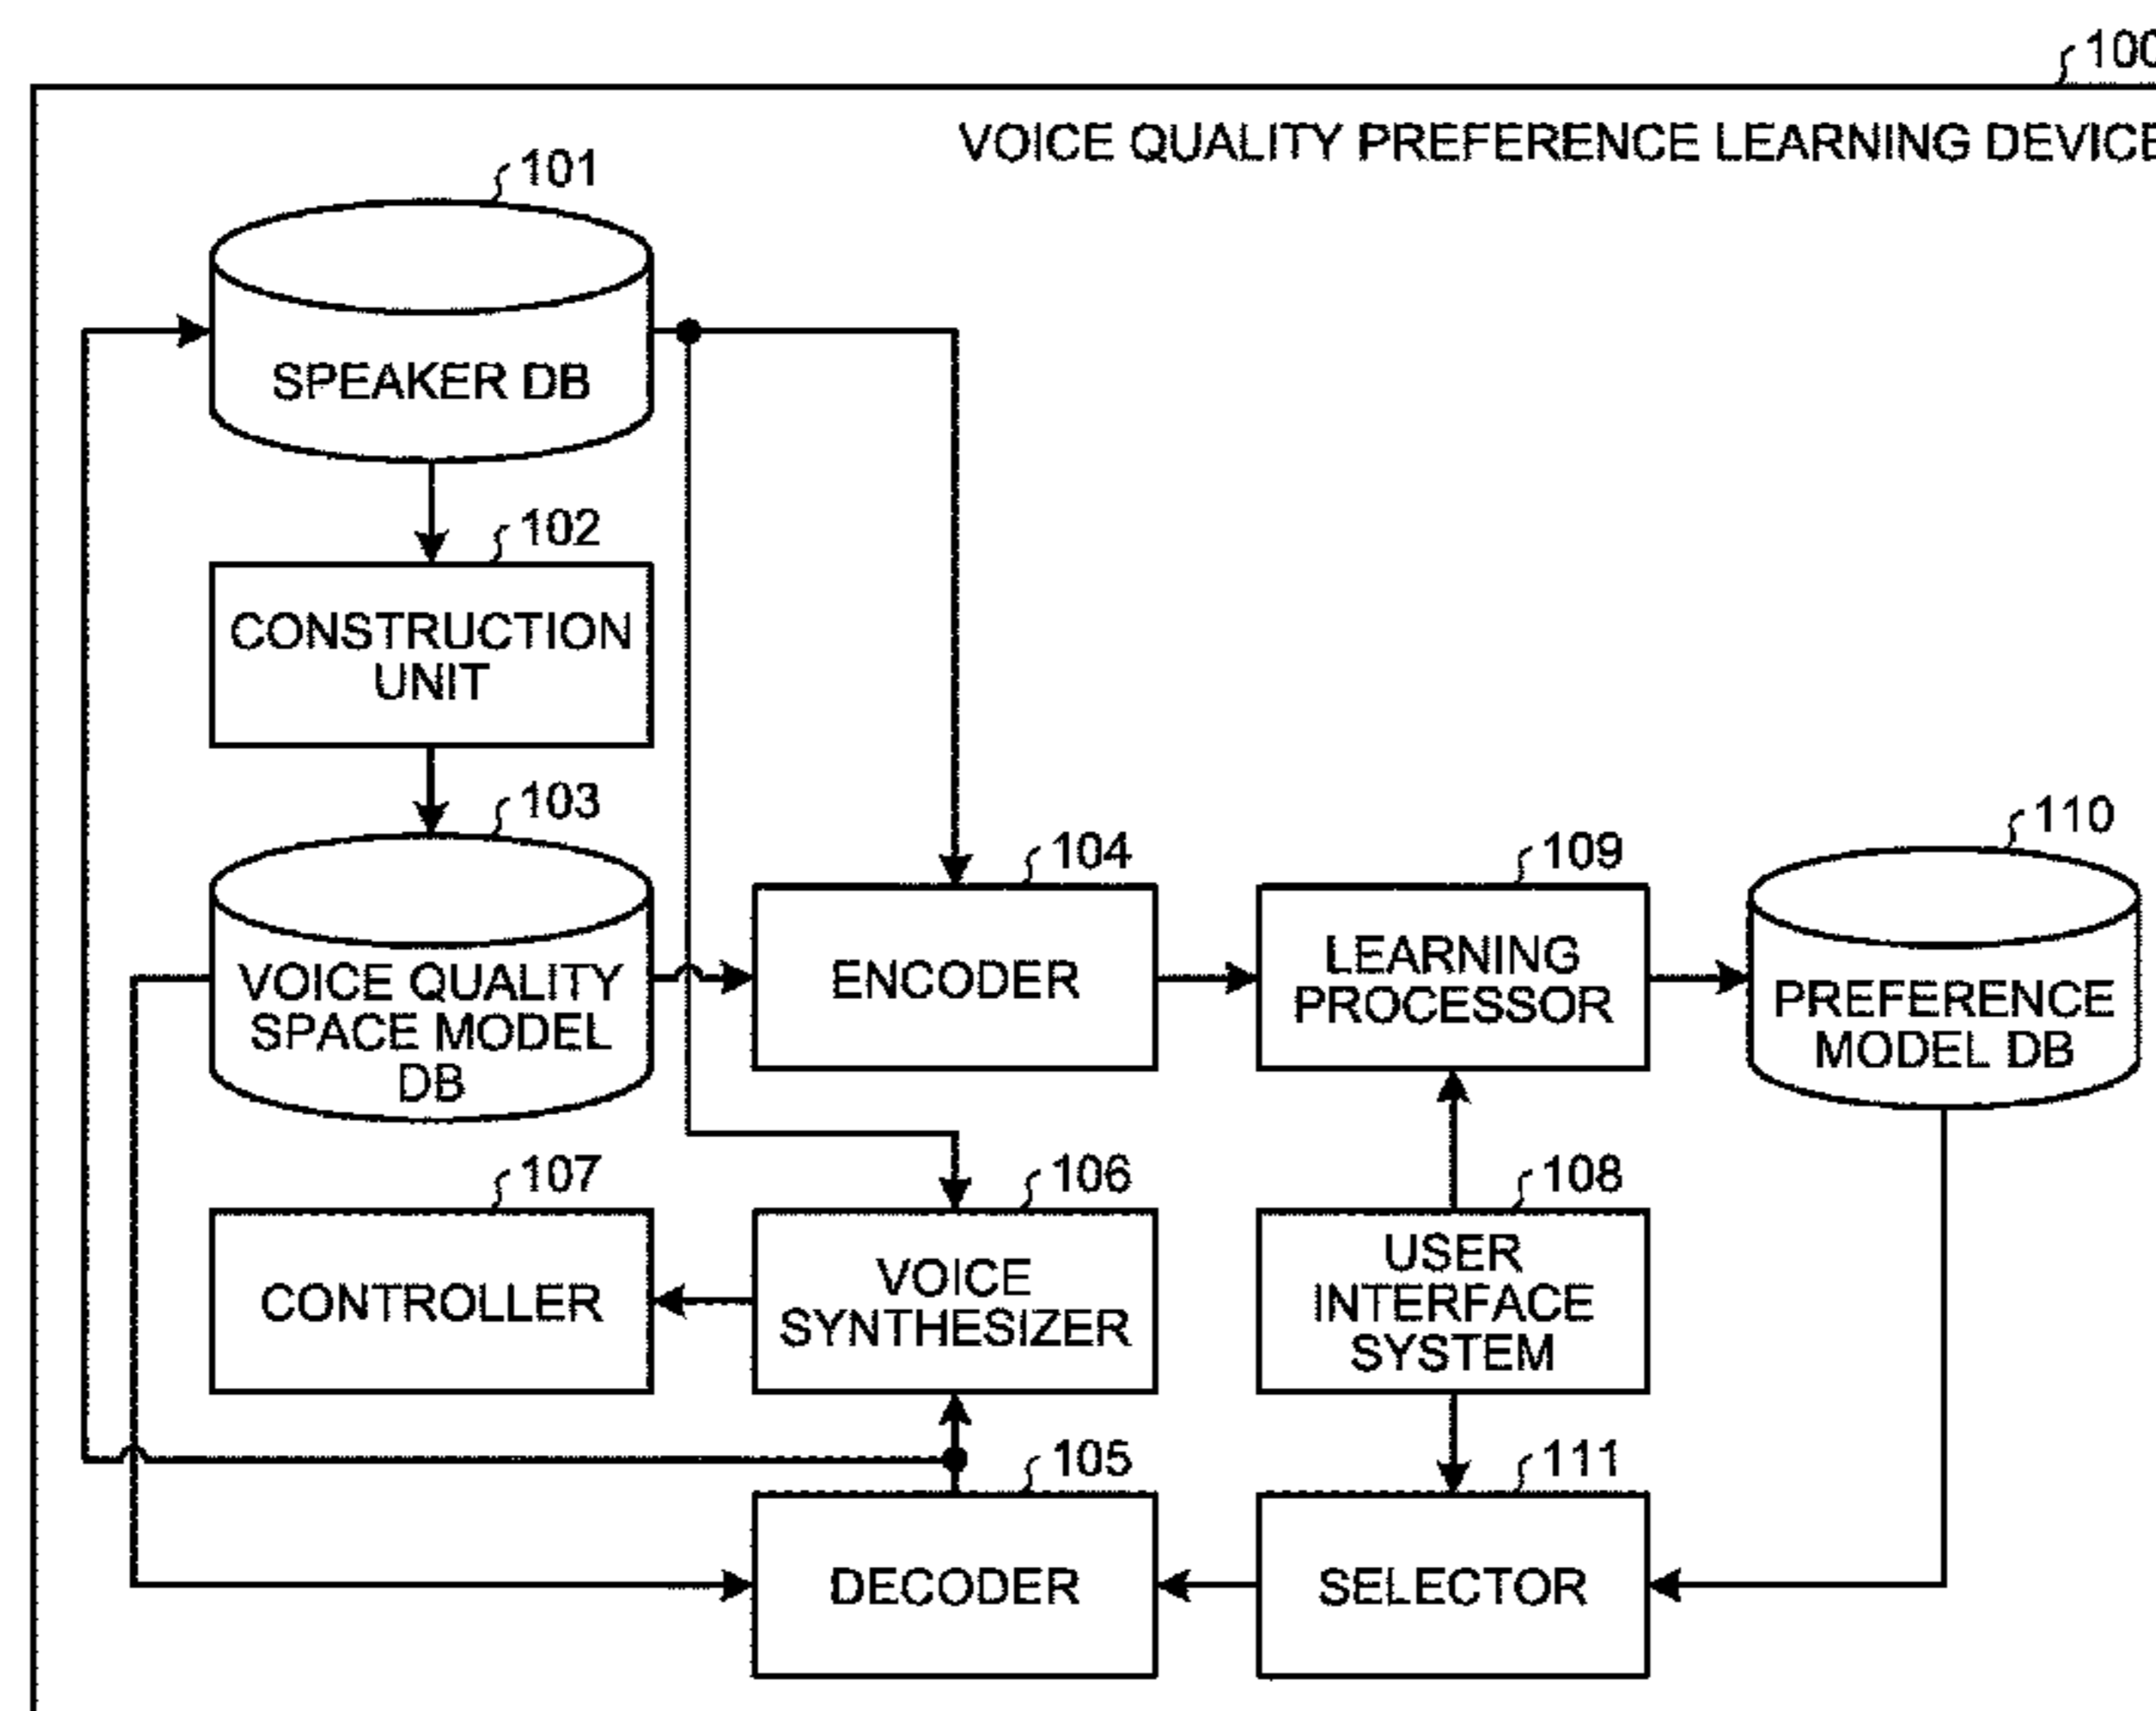 100
VOICE QUALITY PREFERENCE LEARNING DEVICE
101
SPEAKER DB
102
CONSTRUCTION
UNIT
103
VOICE QUALITY
SPACE MODEL
DB
104
ENCODER
109
LEARNING
PROCESSOR
110
PREFERENCE
MODEL DB
107
CONTROLLER
106
VOICE
SYNTHESIZER
108
USER
INTERFACE
SYSTEM
105
DECODER
111
SELECTOR